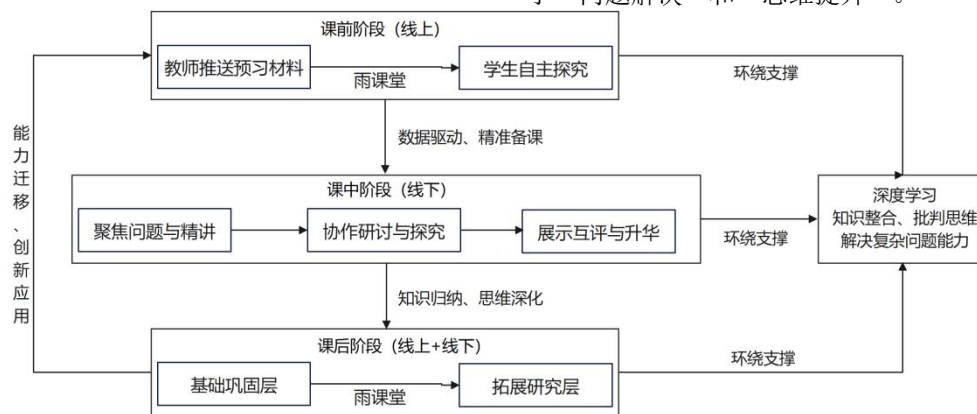 课前阶段（线上）
教师推送预习材料
雨课堂
学生自主探究
环绕支撑
数据驱动、精准备课
能力迁移、创新应用
课中阶段（线下）
聚焦问题与精讲
协作研讨与探究
展示互评与升华
环绕支撑
深度学习
知识整合、批判思维
解决复杂问题能力
知识归纳、思维深化
课后阶段（线上+线下）
基础巩固层
雨课堂
拓展研究层
环绕支撑